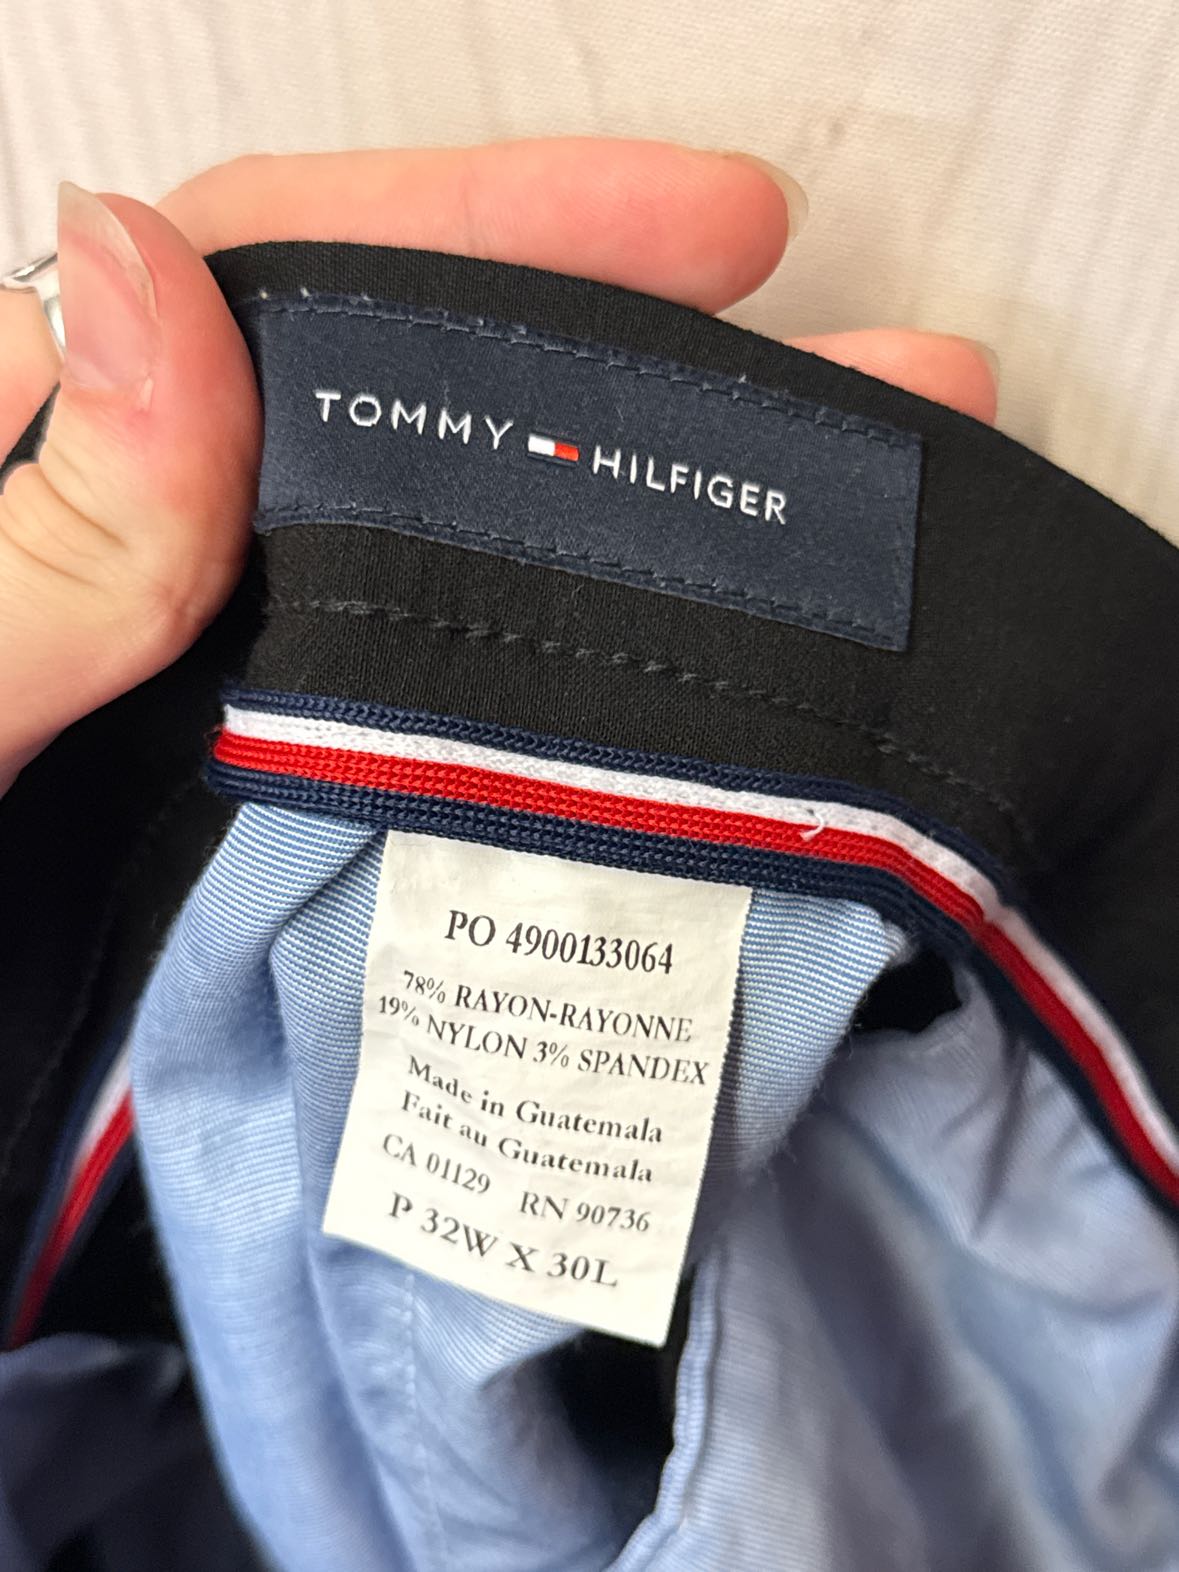 TOMMY HILFIGER
PO 4900133064
78% RAYON-RAYONNE
19% NYLON 3% SPANDEX
Made in Guatemala
Fait au Guatemala
CA 01129 RN 90736
P 32W X 30L